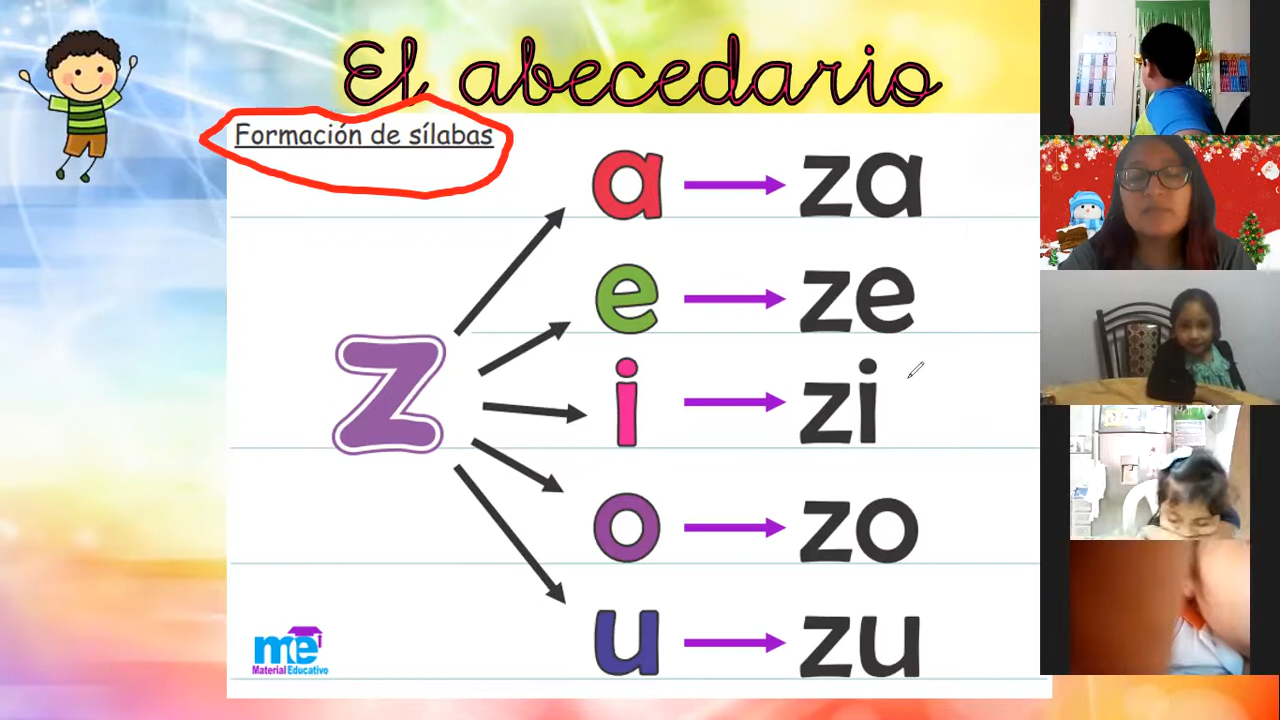 El abecedario
Formación de sílabas
a za
e ze
z i zi
o zo
u zu
me
Material Educativo